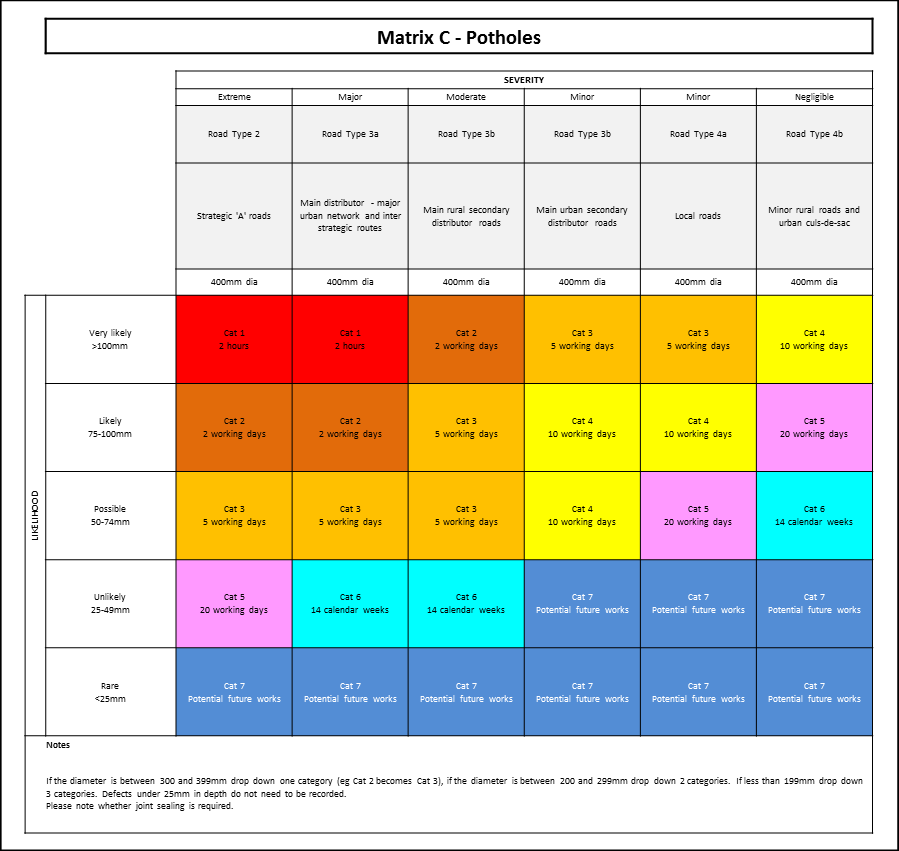 Matrix C - Potholes
SEVERITY
Extreme Major Moderate Minor Minor Negligible
Road Type 2 Road Type 3a Road Type 3b Road Type 3b Road Type 4a Road Type 4b
Strategic 'A' roads
Main distributor - major
urban network and inter
strategic routes
Main rural secondary
distributor roads
Main urban secondary
distributor roads
Local roads
Minor rural roads and
urban culs-de-sac
400mm dia 400mm dia 400mm dia 400mm dia 400mm dia 400mm dia
LIKELIHOOD
Very likely Cat 1 Cat 1 Cat 2 Cat 3 Cat 3 Cat 4
>100mm 2 hours 2 hours 2 working days 5 working days 5 working days 10 working days
Likely Cat 2 Cat 2 Cat 3 Cat 4 Cat 4 Cat 5
75-100mm 2 working days 2 working days 5 working days 10 working days 10 working days 20 working days
Possible Cat 3 Cat 3 Cat 3 Cat 4 Cat 5 Cat 6
50-74mm 5 working days 5 working days 5 working days 10 working days 20 working days 14 calendar weeks
Unlikely Cat 5 Cat 6 Cat 6 Cat 7 Cat 7 Cat 7
25-49mm 20 working days 14 calendar weeks 14 calendar weeks Potential future works Potential future works Potential future works
Rare Cat 7 Cat 7 Cat 7 Cat 7 Cat 7 Cat 7
<25mm Potential future works Potential future works Potential future works Potential future works Potential future works Potential future works
Notes
If the diameter is between 300 and 399mm drop down one category (eg Cat 2 becomes Cat 3), if the diameter is between 200 and 299mm drop down 2 categories. If less than 199mm drop down
3 categories. Defects under 25mm in depth do not need to be recorded.
Please note whether joint sealing is required.